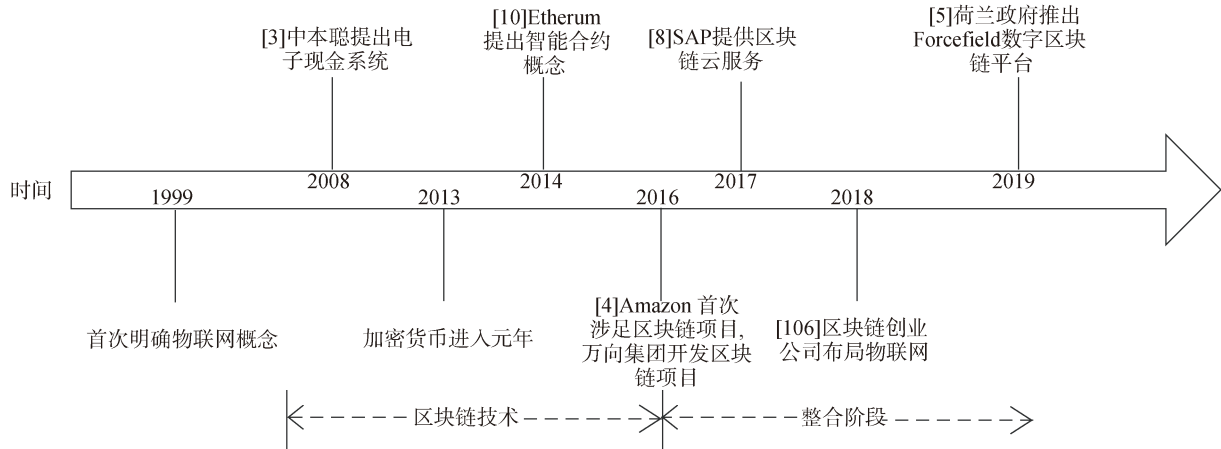 [3]中本聪提出电
子现金系统
[10]Etherum
提出智能合约
概念
[8]SAP提供区块
链云服务
[5]荷兰政府推出
Forcefield数字区块
链平台
时间
1999
2008
2013
2014
2016
2017
2018
2019
首次明确物联网概念
加密货币进入元年
[4]Amazon 首次
涉足区块链项目,
万向集团开发区块
链项目
[106]区块链创业
公司布局物联网
区块链技术
整合阶段